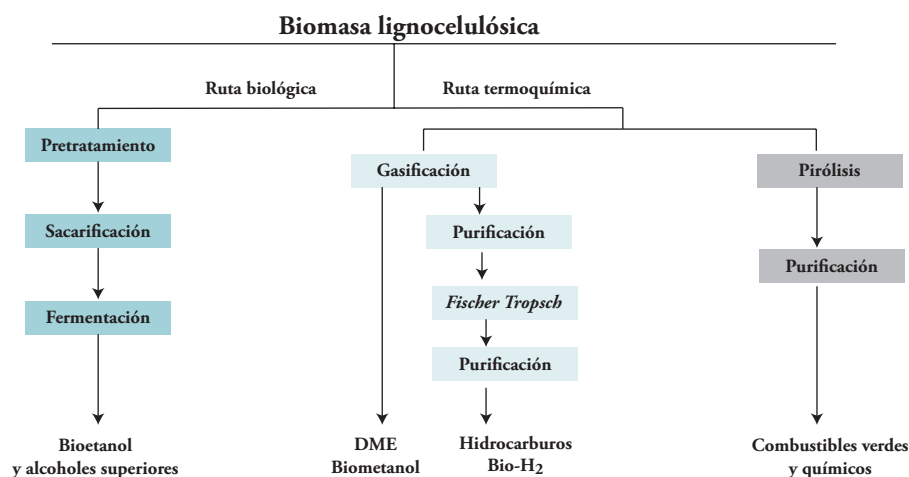 Biomasa lignocelulósica
Ruta biológica
Ruta termoquímica
Pretratamiento
Sacarificación
Fermentación
Bioetanol
y alcoholes superiores
Gasificación
DME
Biometanol
Purificación
Fischer Tropsch
Purificación
Hidrocarburos
Bio-H₂
Pirólisis
Purificación
Combustibles verdes
y químicos